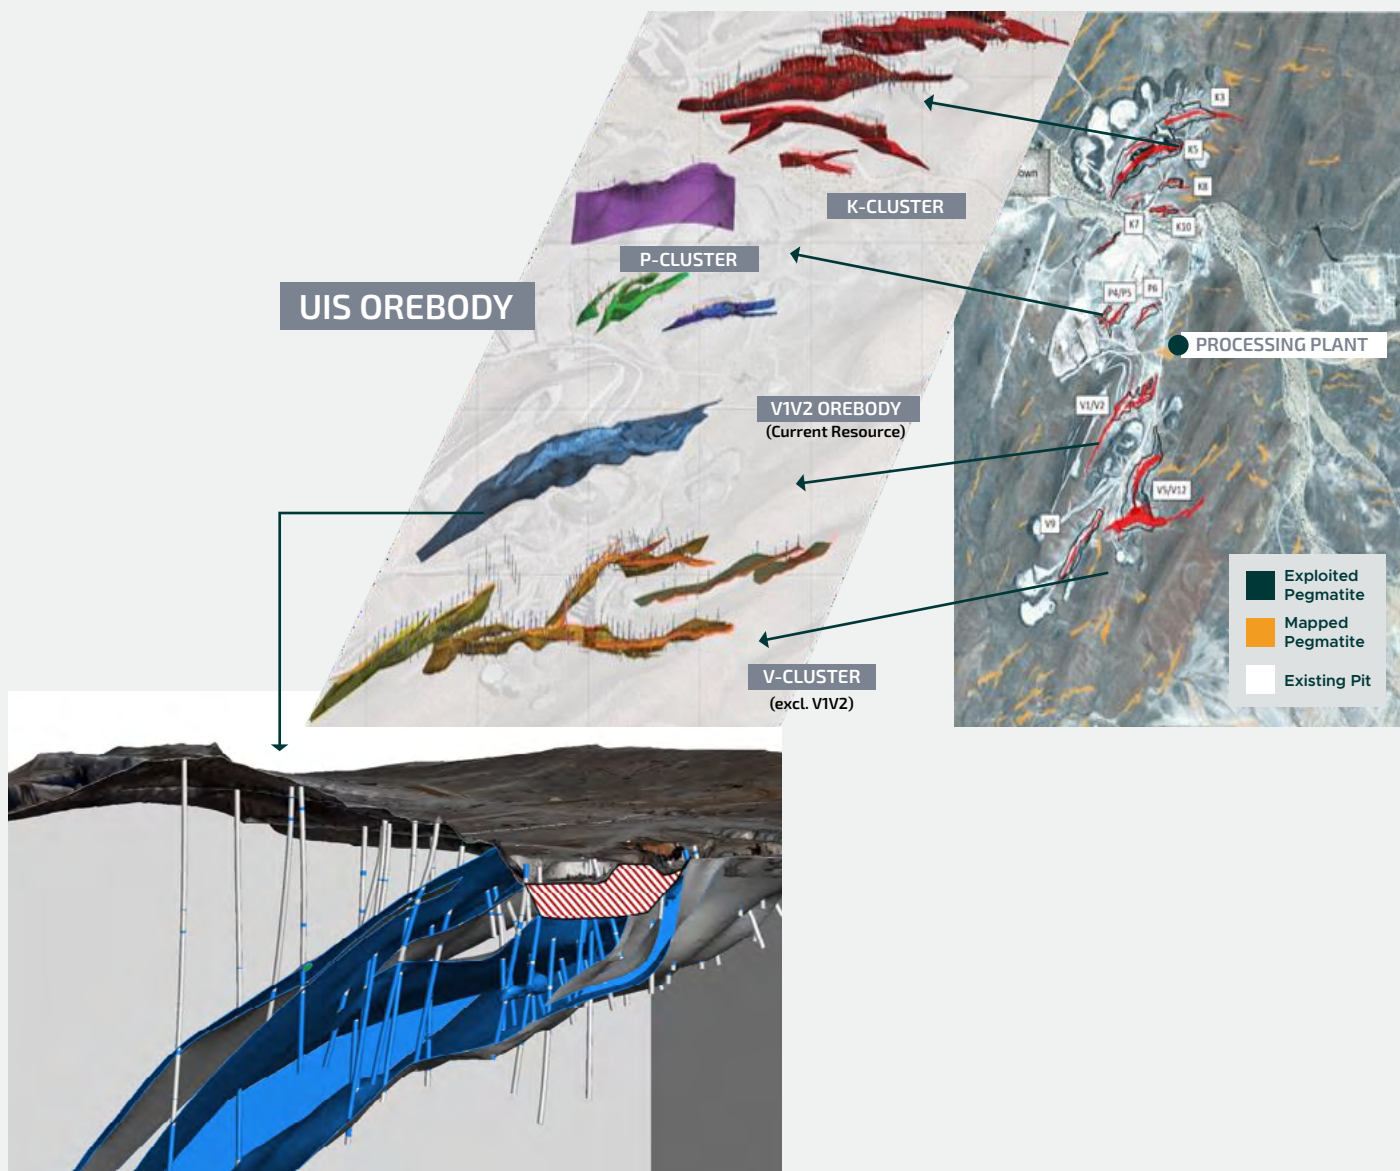 K3
K5
own
K8
K-CLUSTER
K7
K10
P-CLUSTER
P4/P5
P6
UIS OREBODY
PROCESSING PLANT
V1V2 OREBODY
(Current Resource)
V1/V2
V5/V12
V9
Exploited
Pegmatite
Mapped
Pegmatite
Existing Pit
V-CLUSTER
(excl. V1V2)